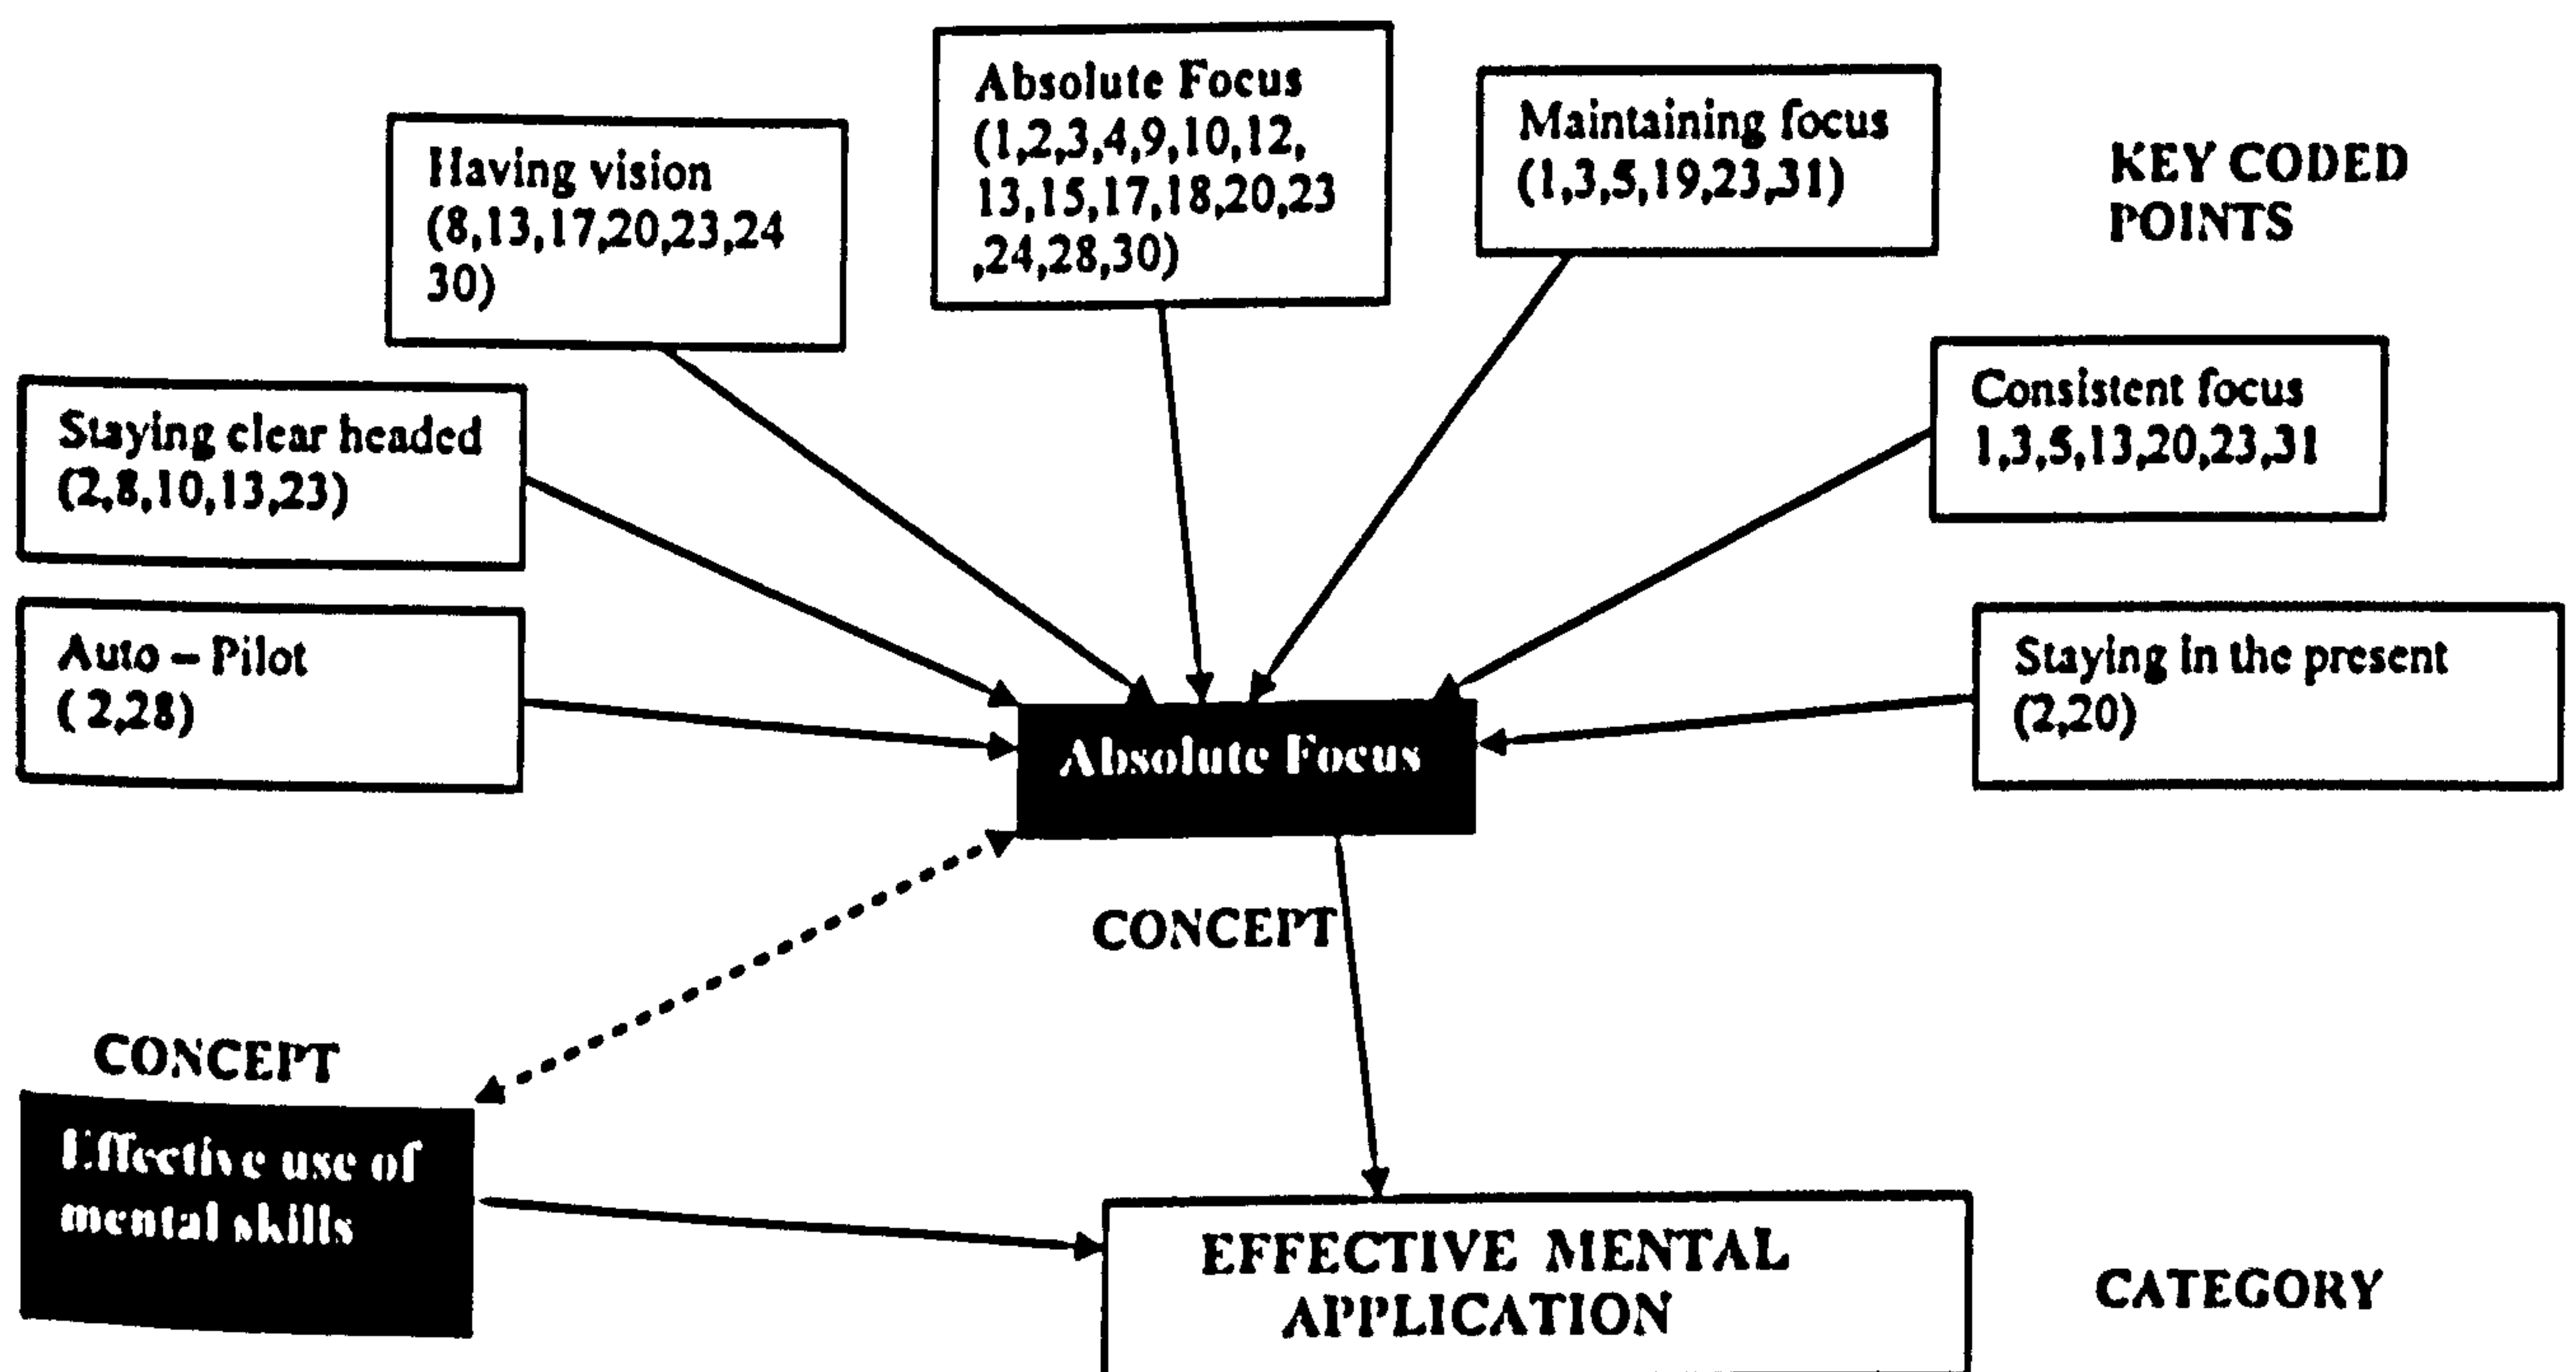 Absolute Focus
(1,2,3,4,9,10,12,
13,15,17,18,20,23
,24,28,30)
Maintaining focus
(1,3,5,19,23,31)
KEY CODED
POINTS
Having vision
(8,13,17,20,23,24
30)
Consistent focus
1,3,5,13,20,23,31
Staying clear headed
(2,8,10,13,23)
Auto – Pilot
( 2,28)
Staying in the present
(2,20)
Absolute Focus
CONCEPT
CONCEPT
Effective use of
mental skills
EFFECTIVE MENTAL
APPLICATION
CATEGORY